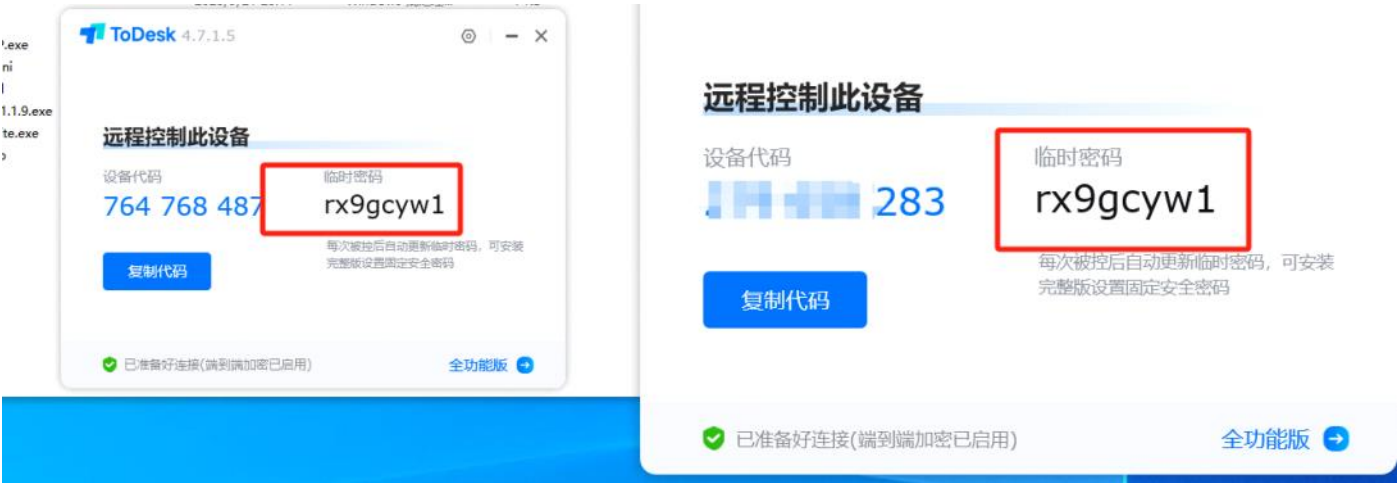 .exe
ni
1.1.9.exe
te.exe
ToDesk 4.7.1.5
远程控制此设备
设备代码
临时密码
764 768 487
rx9gcyw1
每次被控后自动更新临时密码，可安装
完整版设置固定安全密码
复制代码
已准备好连接(端到端加密已启用)
全功能版
远程控制此设备
设备代码
临时密码
283
rx9gcyw1
每次被控后自动更新临时密码，可安装
完整版设置固定安全密码
复制代码
已准备好连接(端到端加密已启用)
全功能版